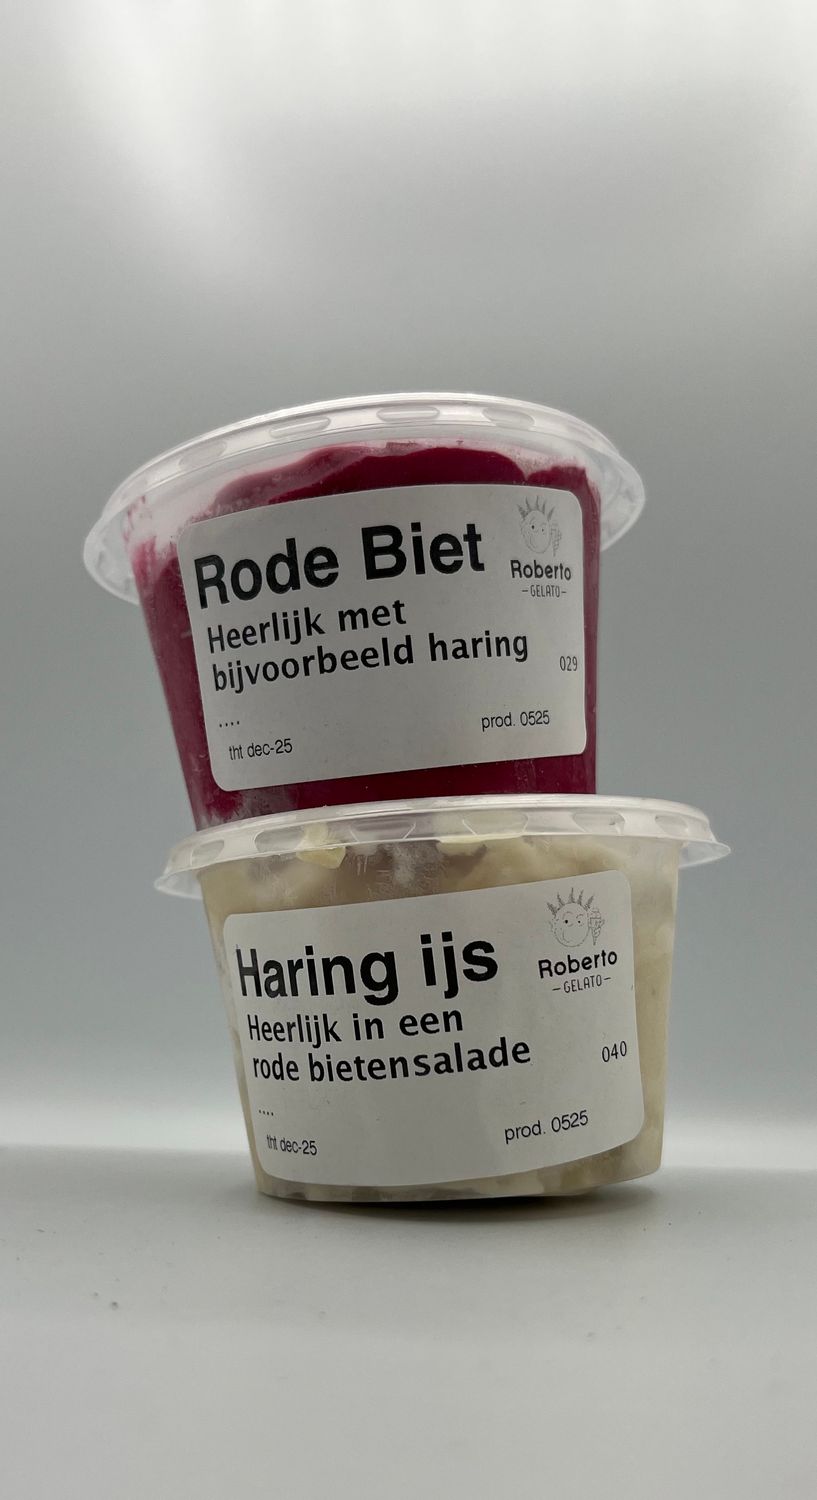 Rode Biet
Roberto
-GELATO-
Heerlijk met
bijvoorbeeld haring
029
....
tht dec-25
prod. 0525
Haring ijs
Roberto
-GELATO-
Heerlijk in een
rode bietensalade
040
....
tht dec-25
prod. 0525